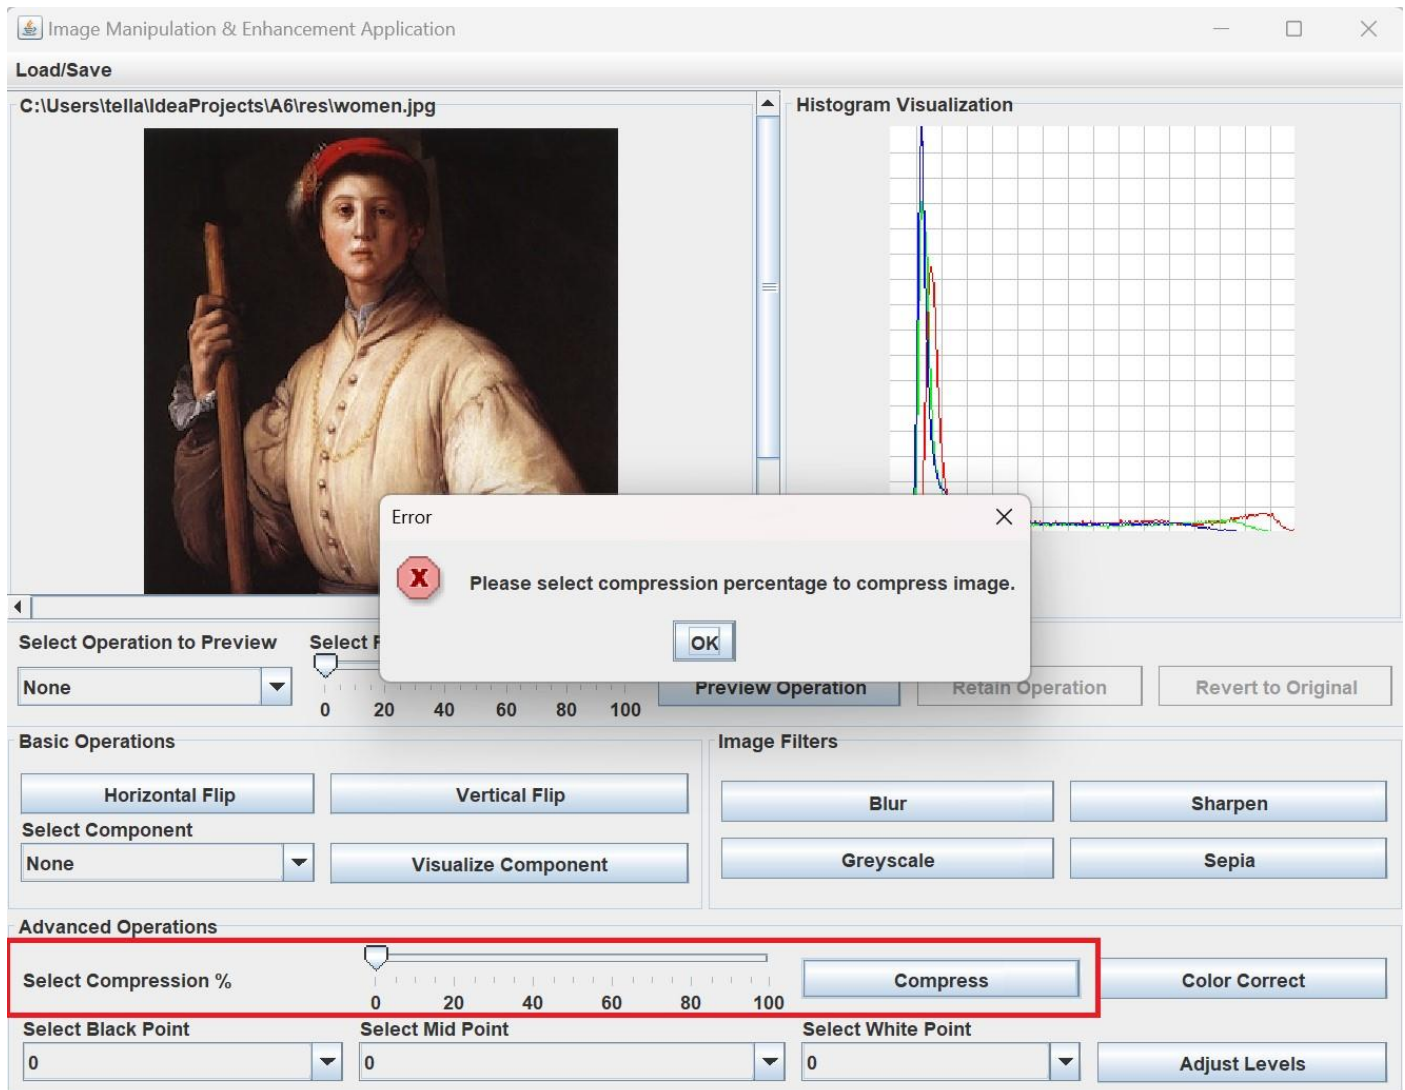 Image Manipulation & Enhancement Application
Load/Save
C:\Users\tella\IdeaProjects\A6\res\women.jpg
Histogram Visualization
Error
Please select compression percentage to compress image.
OK
Select Operation to Preview
Select
None
0 20 40 60 80 100
Preview Operation
Retain Operation
Revert to Original
Basic Operations
Horizontal Flip
Vertical Flip
Select Component
None
Visualize Component
Image Filters
Blur
Sharpen
Greyscale
Sepia
Advanced Operations
Select Compression %
0 20 40 60 80 100
Compress
Color Correct
Select Black Point
Select Mid Point
Select White Point
0
0
0
Adjust Levels